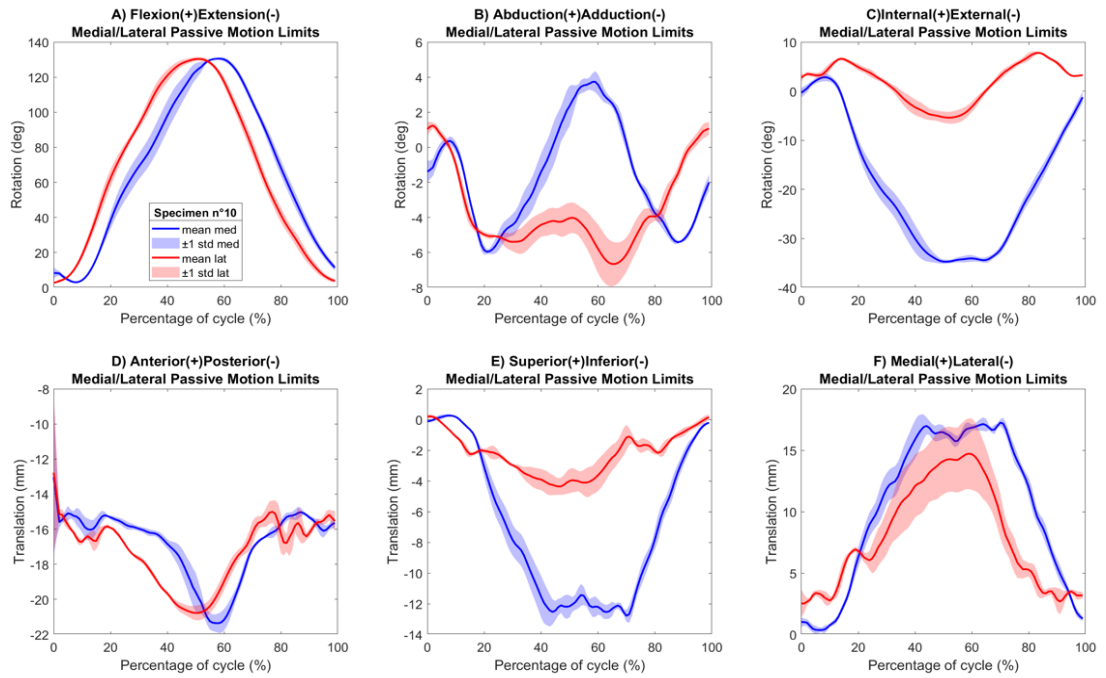 A) Flexion(+)Extension(-)
Medial/Lateral Passive Motion Limits
140
120
100
80
60
40
20
0
Rotation (deg)
Specimen n°10
mean med
±1 std med
mean lat
±1 std lat
0 20 40 60 80 100
Percentage of cycle (%)
B) Abduction(+)Adduction(-)
Medial/Lateral Passive Motion Limits
6
4
2
0
-2
-4
-6
-8
Rotation (deg)
0 20 40 60 80 100
Percentage of cycle (%)
C)Internal(+)External(-)
Medial/Lateral Passive Motion Limits
10
0
-10
-20
-30
-40
Rotation (deg)
0 20 40 60 80 100
Percentage of cycle (%)
D) Anterior(+)Posterior(-)
Medial/Lateral Passive Motion Limits
-8
-10
-12
-14
-16
-18
-20
-22
Translation (mm)
0 20 40 60 80 100
Percentage of cycle (%)
E) Superior(+)Inferior(-)
Medial/Lateral Passive Motion Limits
2
0
-2
-4
-6
-8
-10
-12
-14
Translation (mm)
0 20 40 60 80 100
Percentage of cycle (%)
F) Medial(+)Lateral(-)
Medial/Lateral Passive Motion Limits
20
15
10
5
0
Translation (mm)
0 20 40 60 80 100
Percentage of cycle (%)